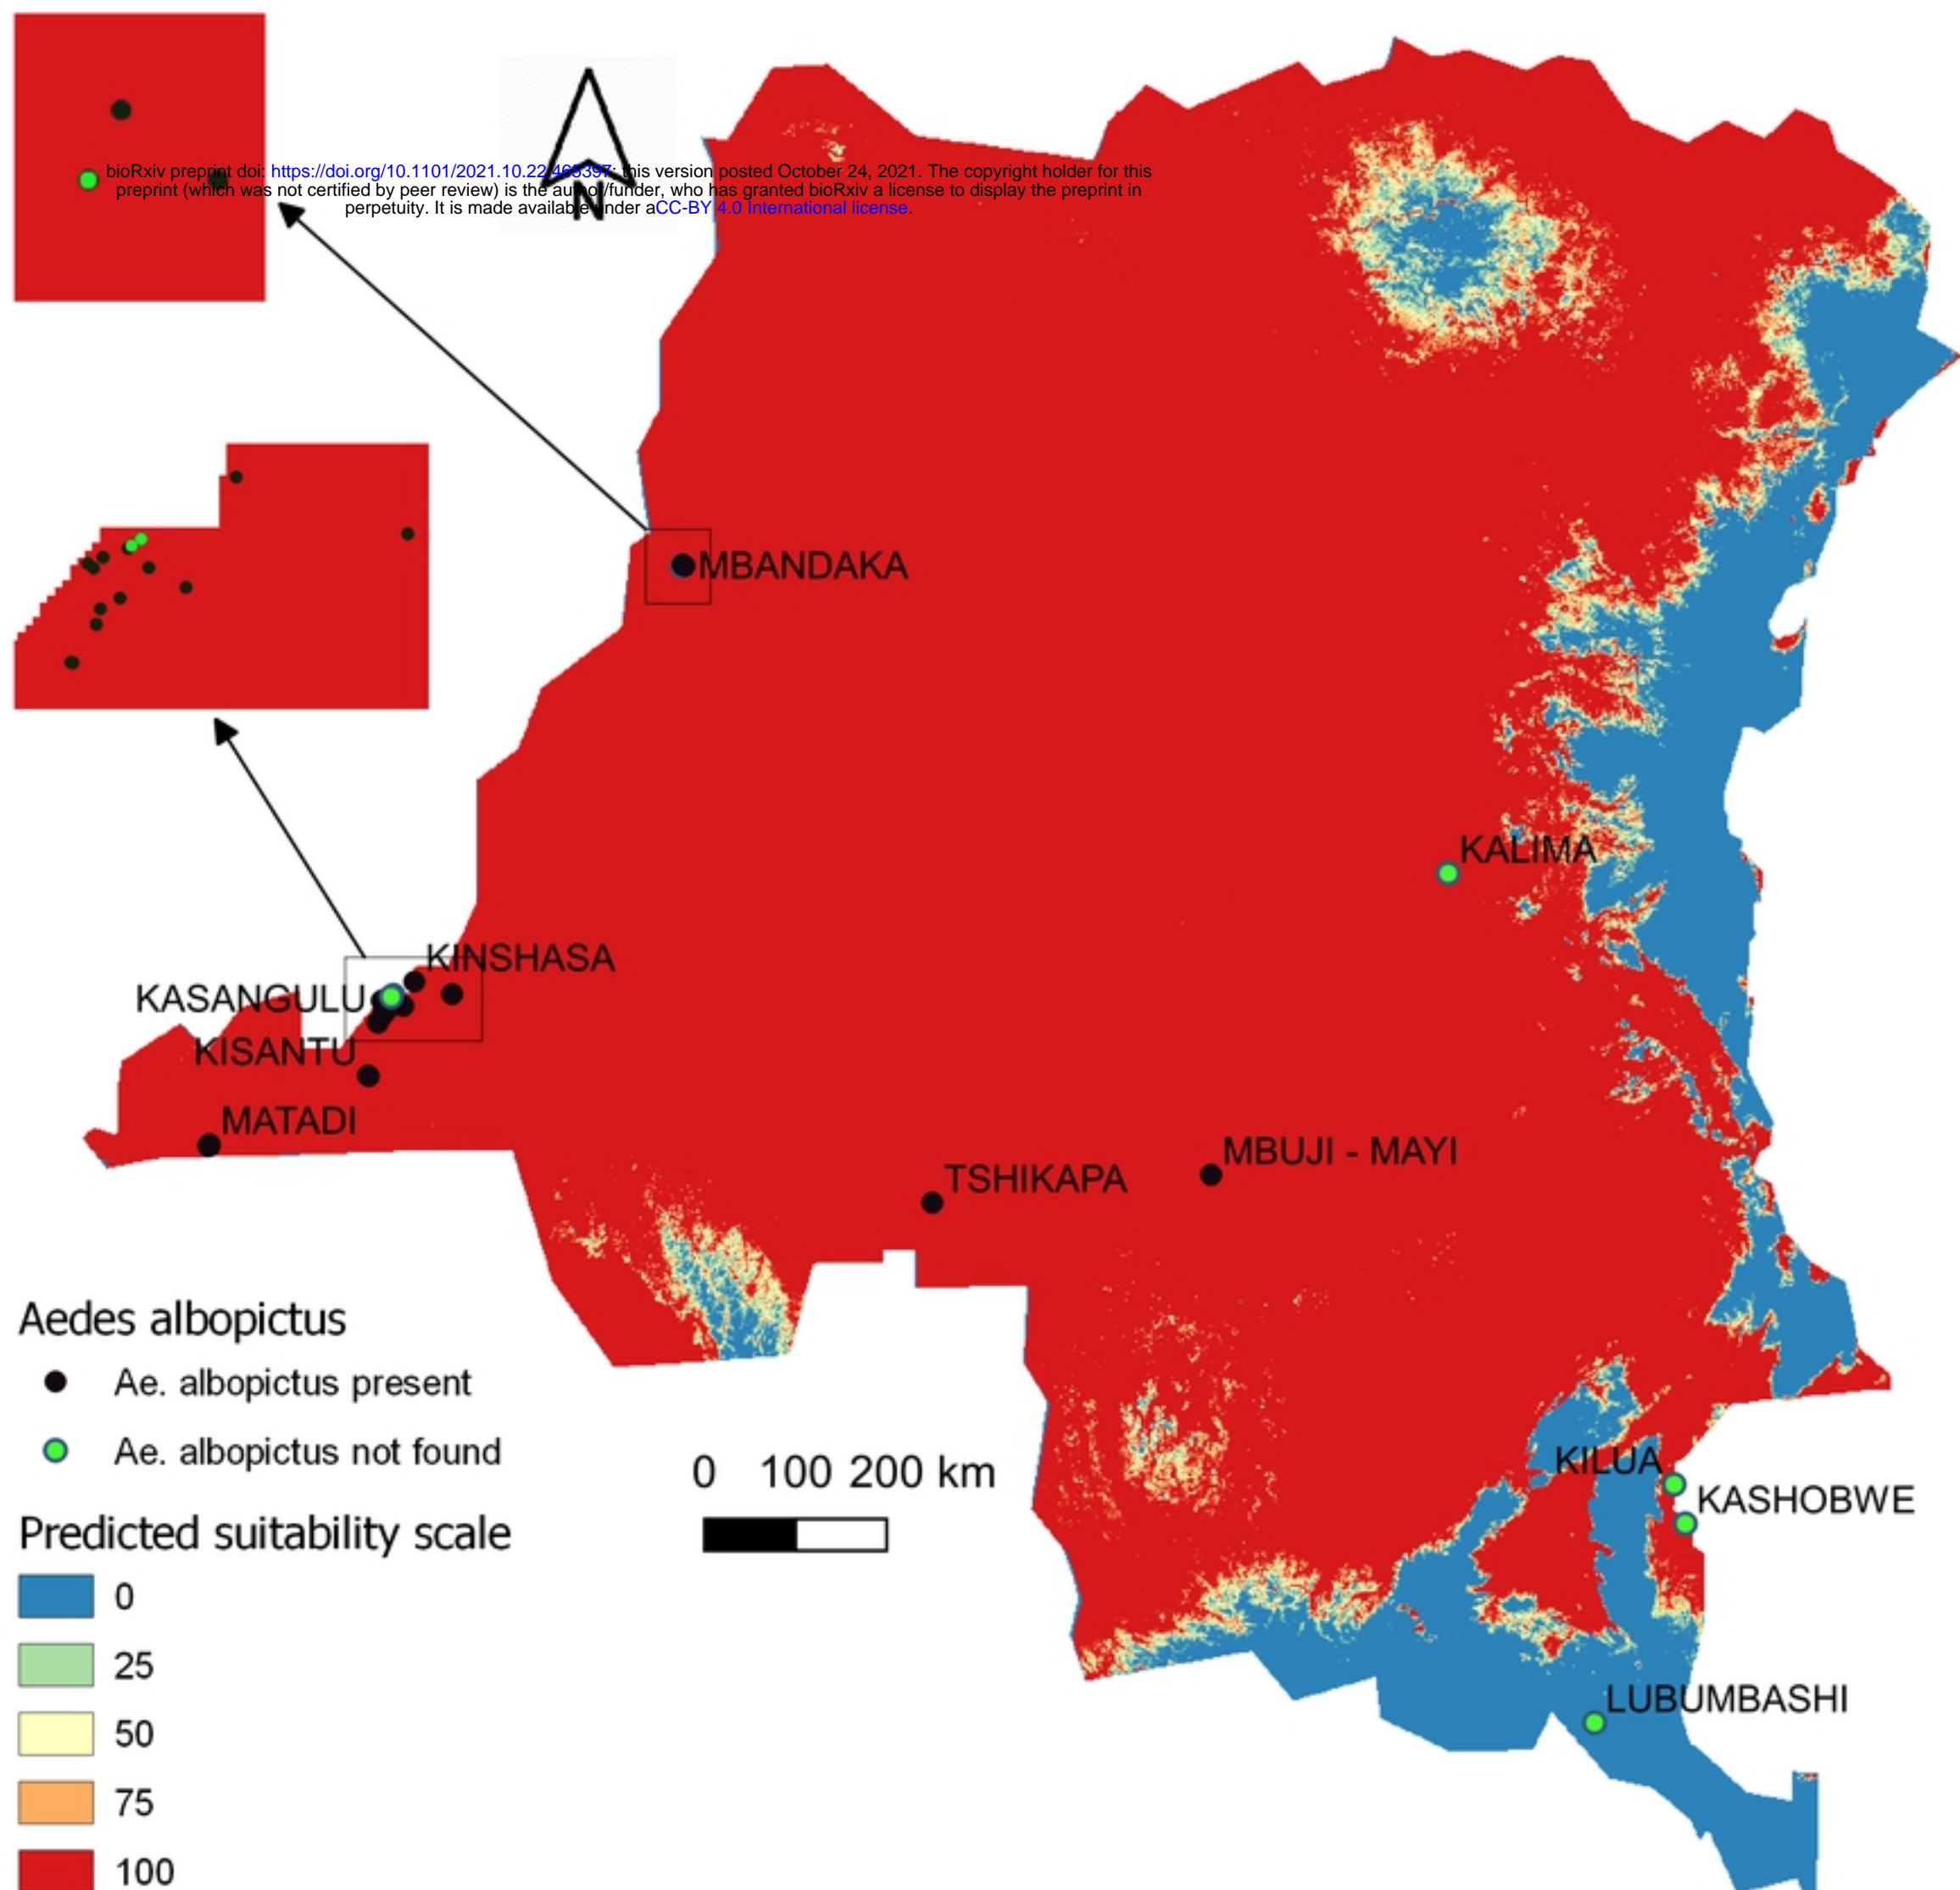 bioRxiv preprint doi: https://doi.org/10.1101/2021.10.22.465397; this version posted October 24, 2021. The copyright holder for this
preprint (which was not certified by peer review) is the author/funder, who has granted bioRxiv a license to display the preprint in
perpetuity. It is made available under aCC-BY 4.0 International license.
N
MBANDAKA
KALIMA
KINSHASA
KASANGULU
KISANTU
MATADI
MBUJI - MAYI
TSHIKAPA
Aedes albopictus
Ae. albopictus present
Ae. albopictus not found
0 100 200 km
KILUA
KASHOBWE
Predicted suitability scale
0
25
LUBUMBASHI
50
75
100